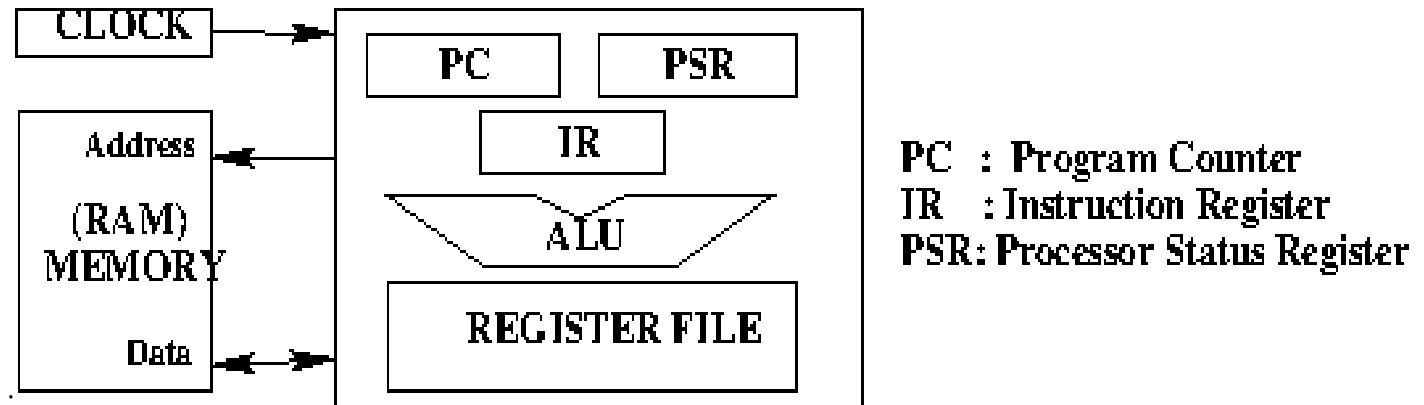 CLOCK
PC
PSR
IR
Address
(RAM)
MEMORY
ALU
REGISTER FILE
Data
PC : Program Counter
IR : Instruction Register
PSR: Processor Status Register